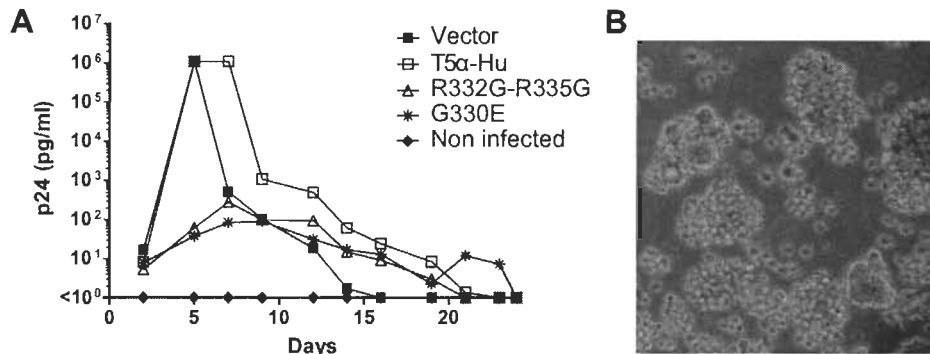 A
B
p24 (pg/ml)
10⁷
10⁶
10⁵
10⁴
10³
10²
10¹
<10⁰
0
5
10
15
20
Days
Vector
T5α-Hu
R332G-R335G
G330E
Non infected